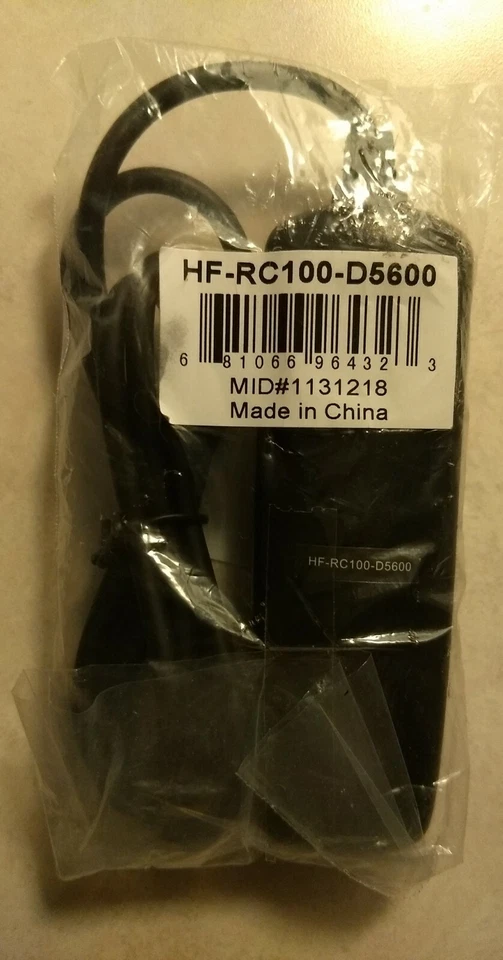 HF-RC100-D5600
6 81066 96432 3
MID#1131218
Made in China
HF-RC100-D5600